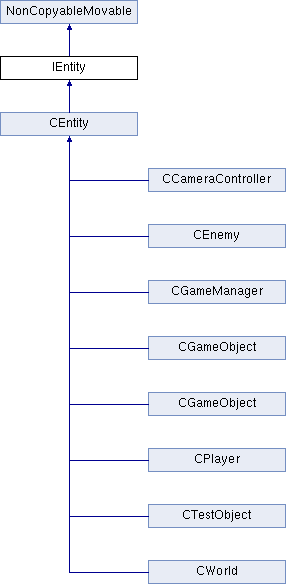 NonCopyableMovable
IEntity
CEntity
CCameraController
CEnemy
CGameManager
CGameObject
CGameObject
CPlayer
CTestObject
CWorld